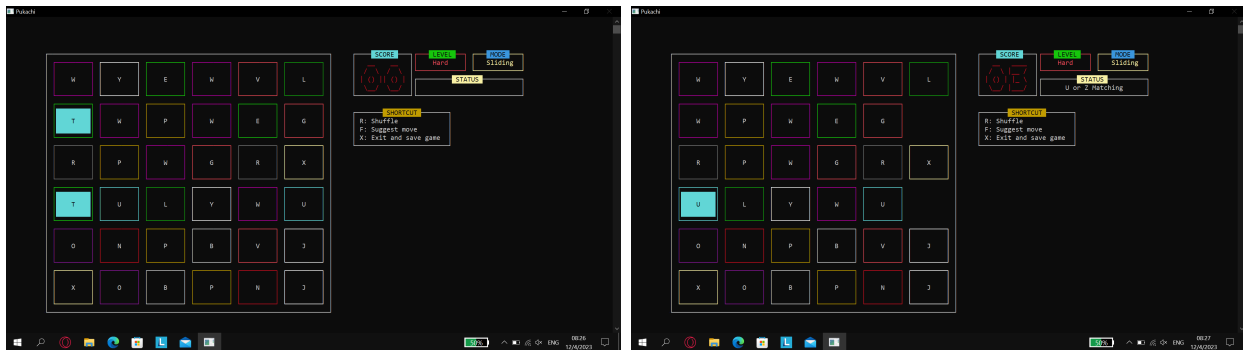 Pukachi
SCORE LEVEL MODE
Hard Sliding
STATUS
W Y E W V L
T W P W E G
SHORTCUT
R: Shuffle
F: Suggest move
X: Exit and save game
R P W G R X
T U L Y W U
O N P B V J
X O B P N J
50% ENG 08:26
12/4/2023
Pukachi
SCORE LEVEL MODE
Hard Sliding
STATUS
U or Z Matching
W Y E W V L
W P W E G
SHORTCUT
R: Shuffle
F: Suggest move
X: Exit and save game
R P W G R X
U L Y W U
O N P B V J
X O B P N J
50% ENG 08:27
12/4/2023